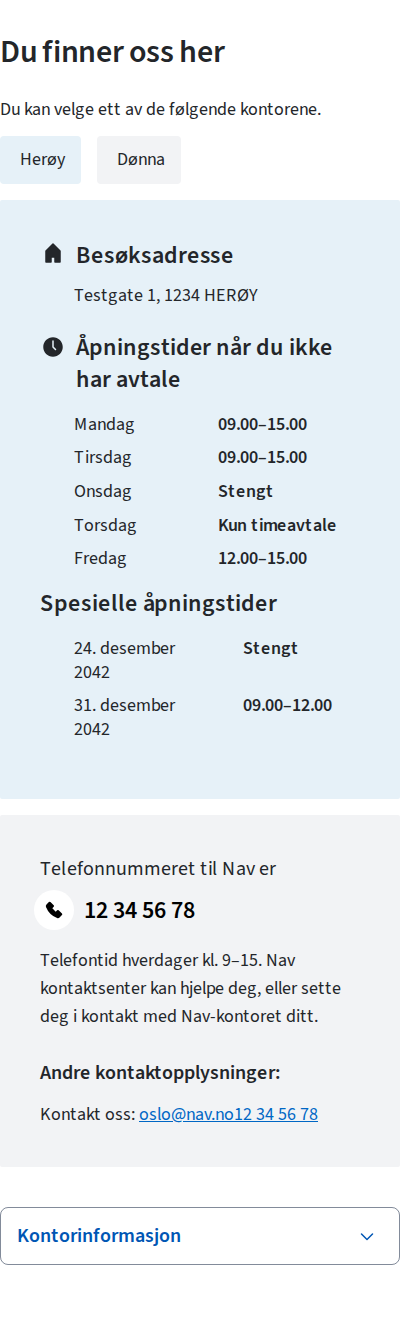 Du finner oss her
Du kan velge ett av de følgende kontorene.
Herøy
Dønna
Besøksadresse
Testgate 1, 1234 HERØY
Åpningstider når du ikke
har avtale
Mandag 09.00–15.00
Tirsdag 09.00–15.00
Onsdag Stengt
Torsdag Kun timeavtale
Fredag 12.00–15.00
Spesielle åpningstider
24. desember Stengt
2042
31. desember 09.00–12.00
2042
Telefonnummeret til Nav er
12 34 56 78
Telefontid hverdager kl. 9–15. Nav
kontaktsenter kan hjelpe deg, eller sette
deg i kontakt med Nav-kontoret ditt.
Andre kontaktopplysninger:
Kontakt oss: oslo@nav.no12 34 56 78
Kontorinformasjon